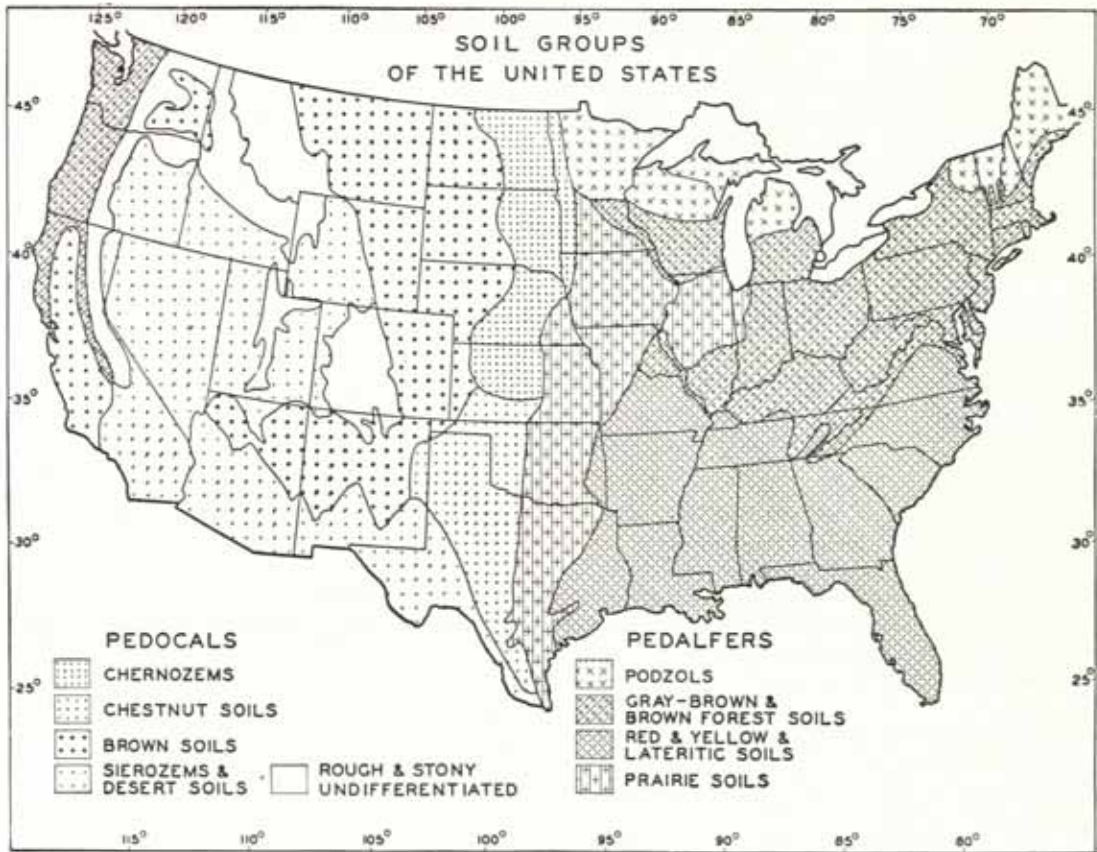 125° 120° 115° 110° 105° 100° 95° 90° 85° 80° 75° 70°
SOIL GROUPS
OF THE UNITED STATES
45°
45°
40°
40°
35°
35°
30°
30°
25°
25°
PEDOCALS
CHERNOZEMS
CHESTNUT SOILS
BROWN SOILS
SIEROZEMS &
DESERT SOILS
ROUGH & STONY
UNDIFFERENTIATED
PEDALFERS
PODZOLS
GRAY-BROWN &
BROWN FOREST SOILS
RED & YELLOW &
LATERITIC SOILS
PRAIRIE SOILS
115° 110° 105° 100° 95° 90° 85° 80°